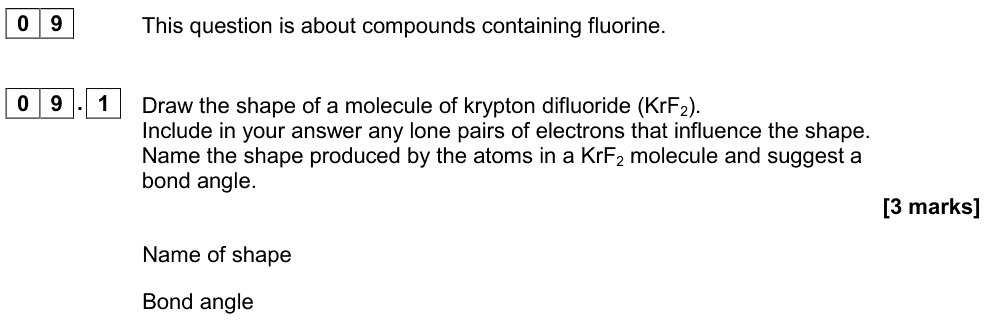 0 9 This question is about compounds containing fluorine.
0 9 . 1 Draw the shape of a molecule of krypton difluoride (KrF₂).
Include in your answer any lone pairs of electrons that influence the shape.
Name the shape produced by the atoms in a KrF₂ molecule and suggest a
bond angle.
[3 marks]
Name of shape
Bond angle